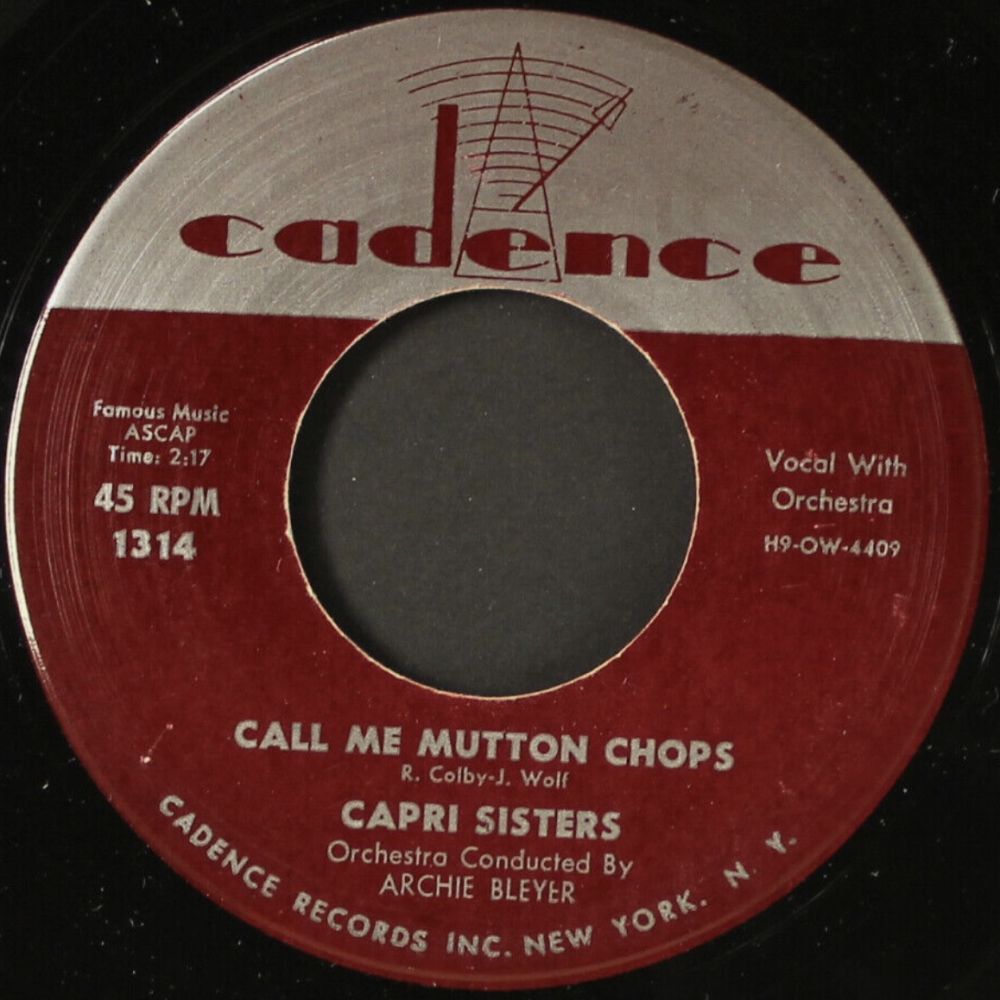 cadence
Famous Music
ASCAP
Time: 2:17
45 RPM
1314
Vocal With
Orchestra
H9-OW-4409
CALL ME MUTTON CHOPS
R. Colby-J. Wolf
CAPRI SISTERS
Orchestra Conducted By
ARCHIE BLEYER
CADENCE RECORDS INC. NEW YORK. N. Y.